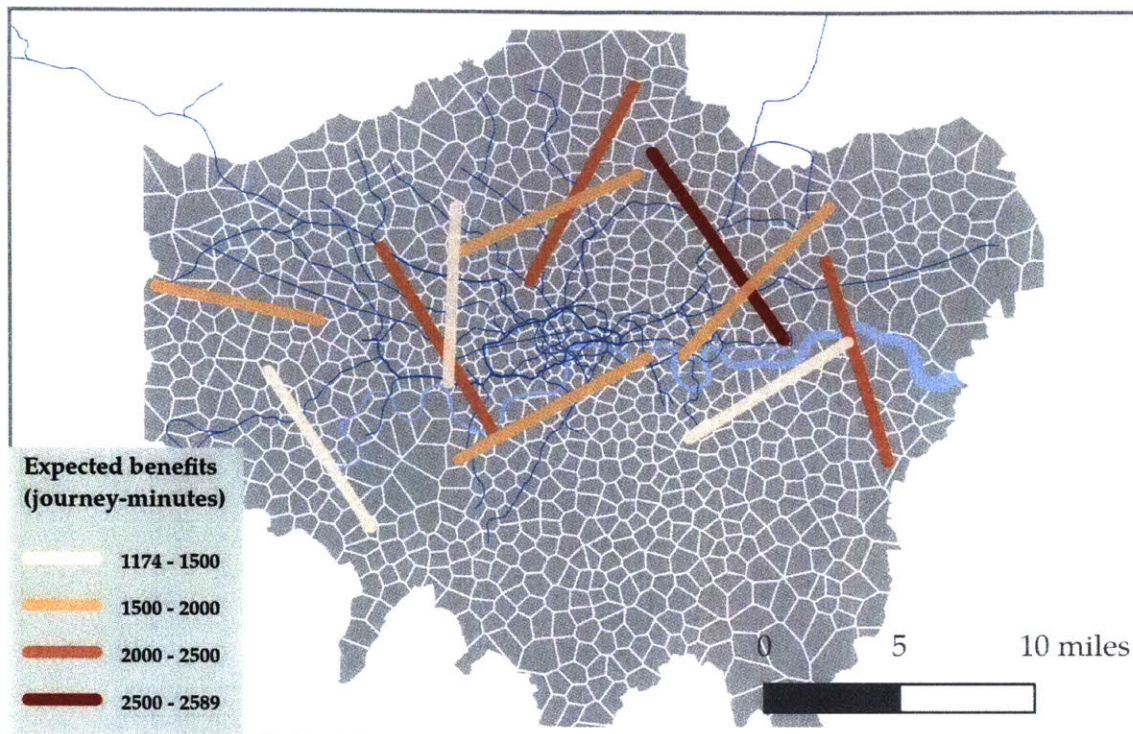 Expected benefits
(journey-minutes)
1174 - 1500
1500 - 2000
2000 - 2500
2500 - 2589
0 5 10 miles